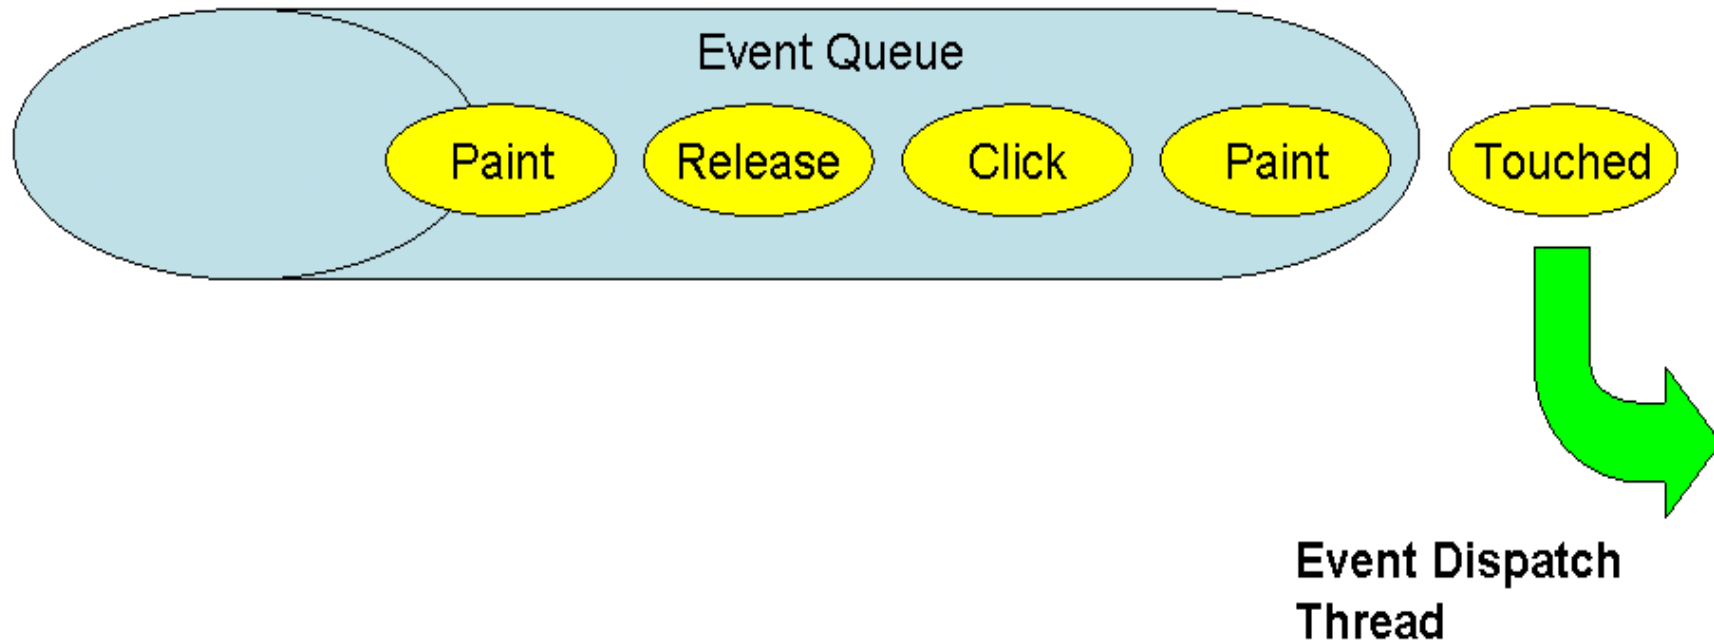 Event Queue
Paint Release Click Paint Touched
Event Dispatch
Thread